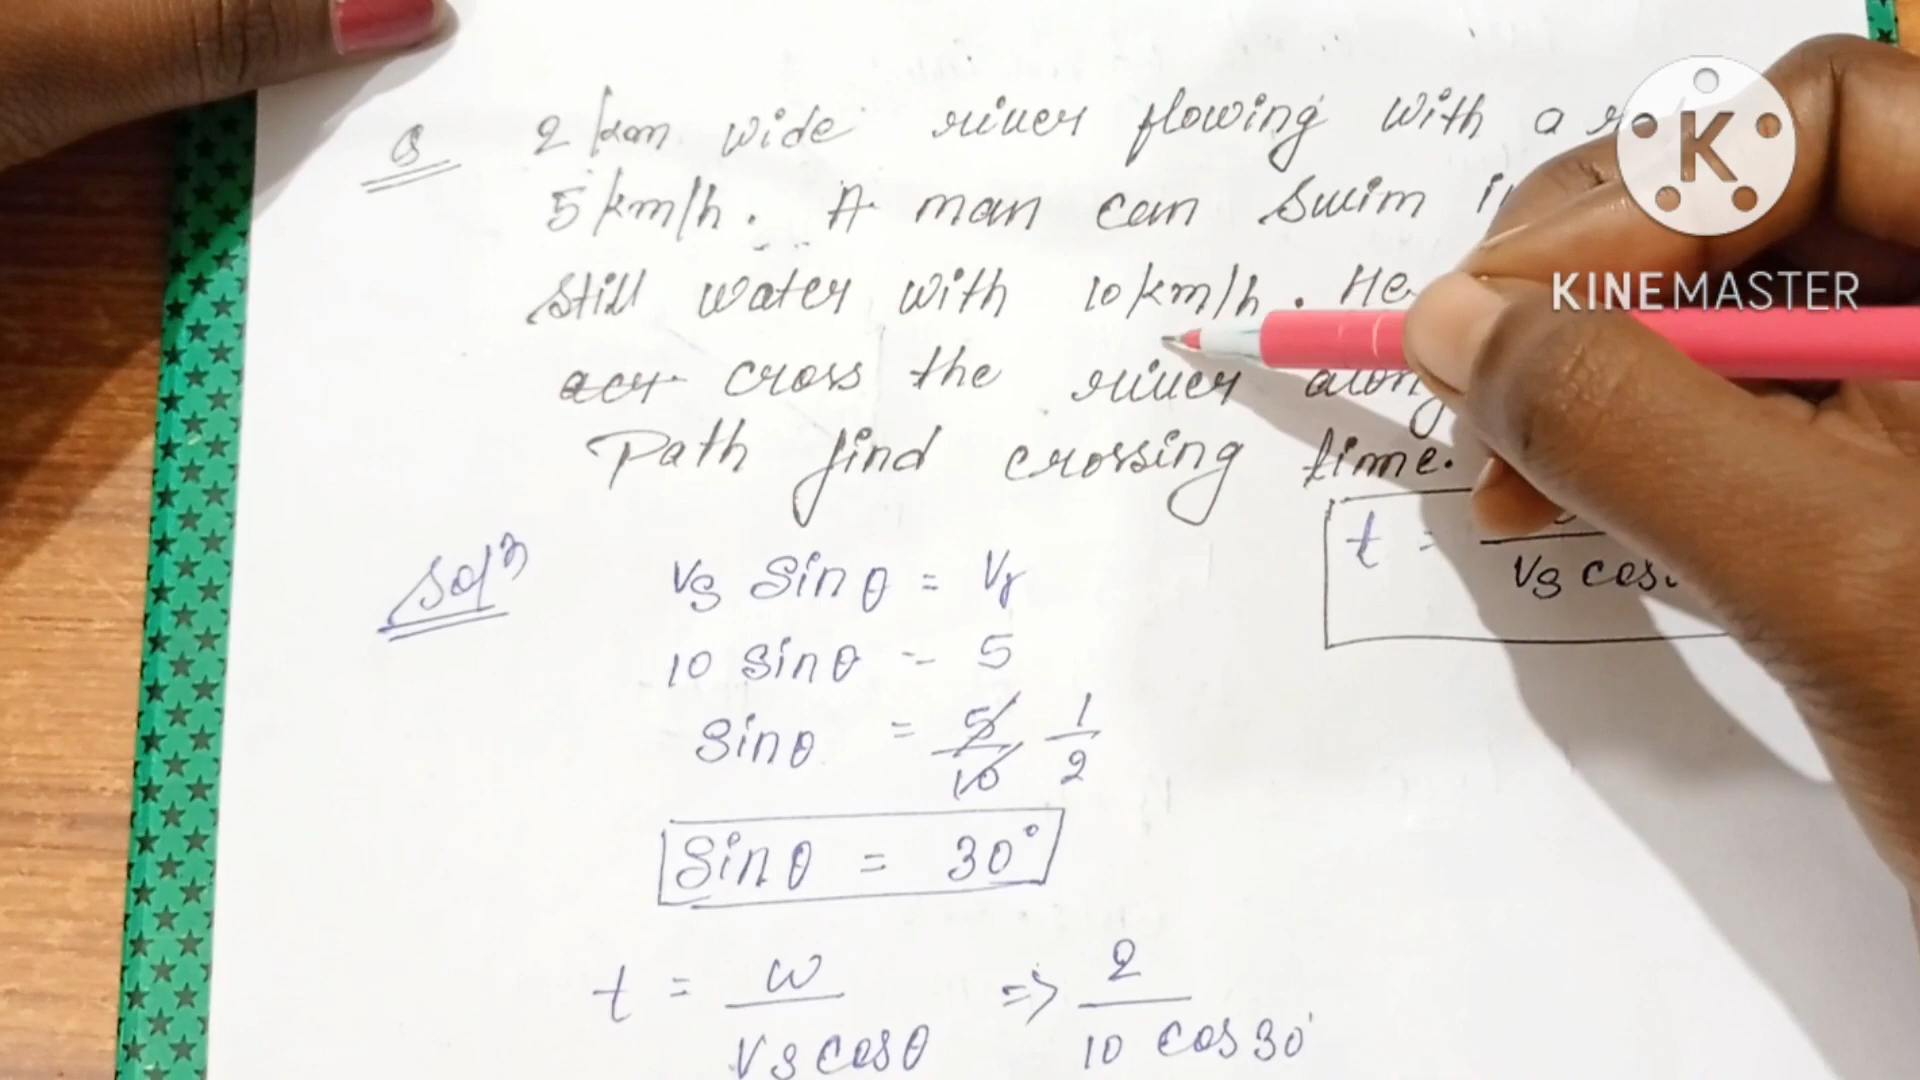 Q 2 km wide river flowing with a
5 km/h. A man can swim in
still water with 10 km/h. He
acr cross the river along
Path find crossing time.
t =
Vs cos
Solⁿ
Vs Sin θ = Vr
10 sin θ = 5
Sin θ = 5/10 1/2
Sin θ = 30°
t = w / Vs cos θ => 2 / 10 cos 30°
K
KINEMASTER